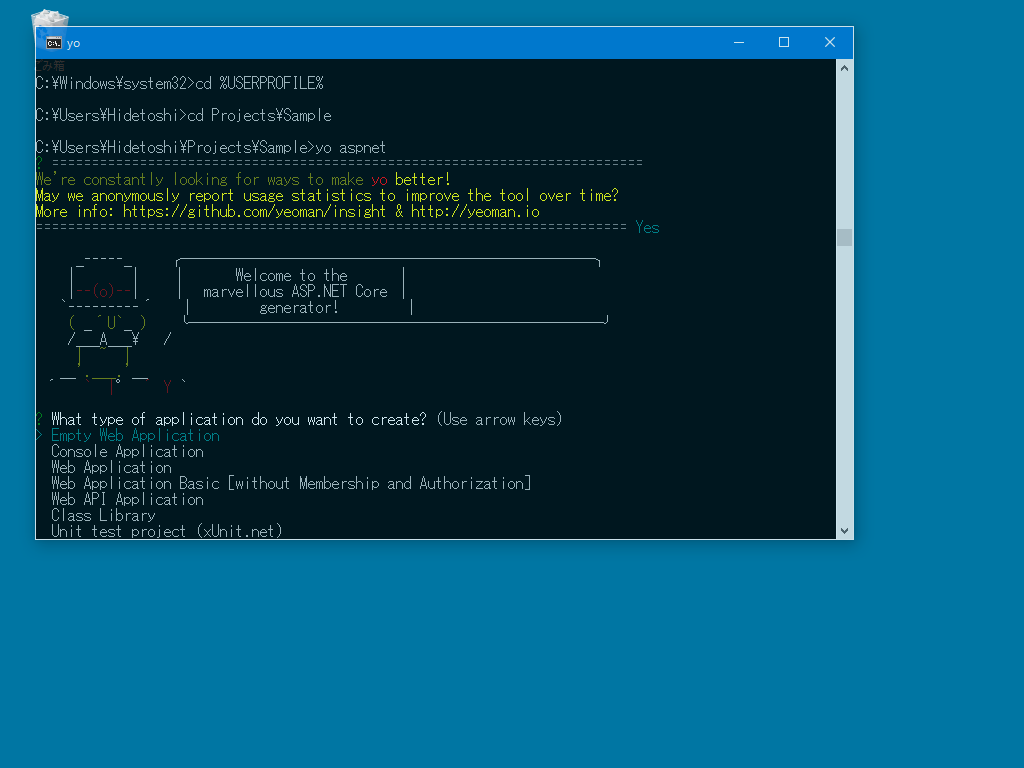 yo
ごみ箱
C:¥Windows¥system32>cd %USERPROFILE%
C:¥Users¥Hidetoshi>cd Projects¥Sample
C:¥Users¥Hidetoshi¥Projects¥Sample>yo aspnet
? ==========================================================================
We're constantly looking for ways to make yo better!
May we anonymously report usage statistics to improve the tool over time?
More info: https://github.com/yeoman/insight & http://yeoman.io
========================================================================== Yes
Welcome to the
marvellous ASP.NET Core
generator!
? What type of application do you want to create? (Use arrow keys)
> Empty Web Application
Console Application
Web Application
Web Application Basic [without Membership and Authorization]
Web API Application
Class Library
Unit test project (xUnit.net)